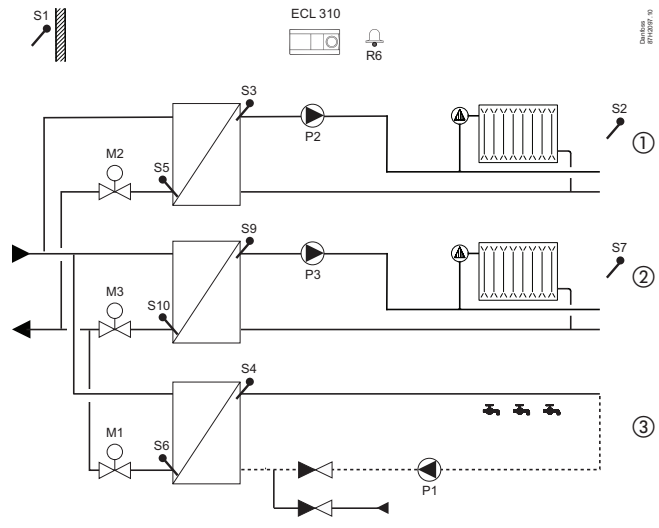 S1
ECL 310
R6
Danfoss
87H2097.10
S3
P2
S2
①
M2
S5
S9
P3
S7
②
M3
S10
S4
③
M1
S6
P1